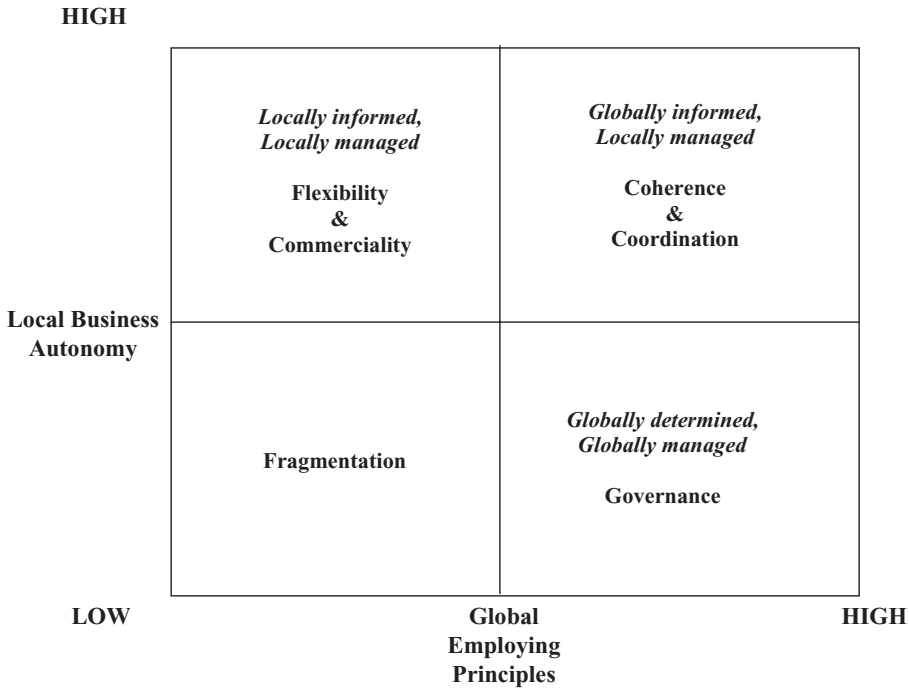 HIGH
Locally informed,
Locally managed
Flexibility
&
Commerciality
Globally informed,
Locally managed
Coherence
&
Coordination
Local Business
Autonomy
Fragmentation
Globally determined,
Globally managed
Governance
LOW
Global
Employing
Principles
HIGH